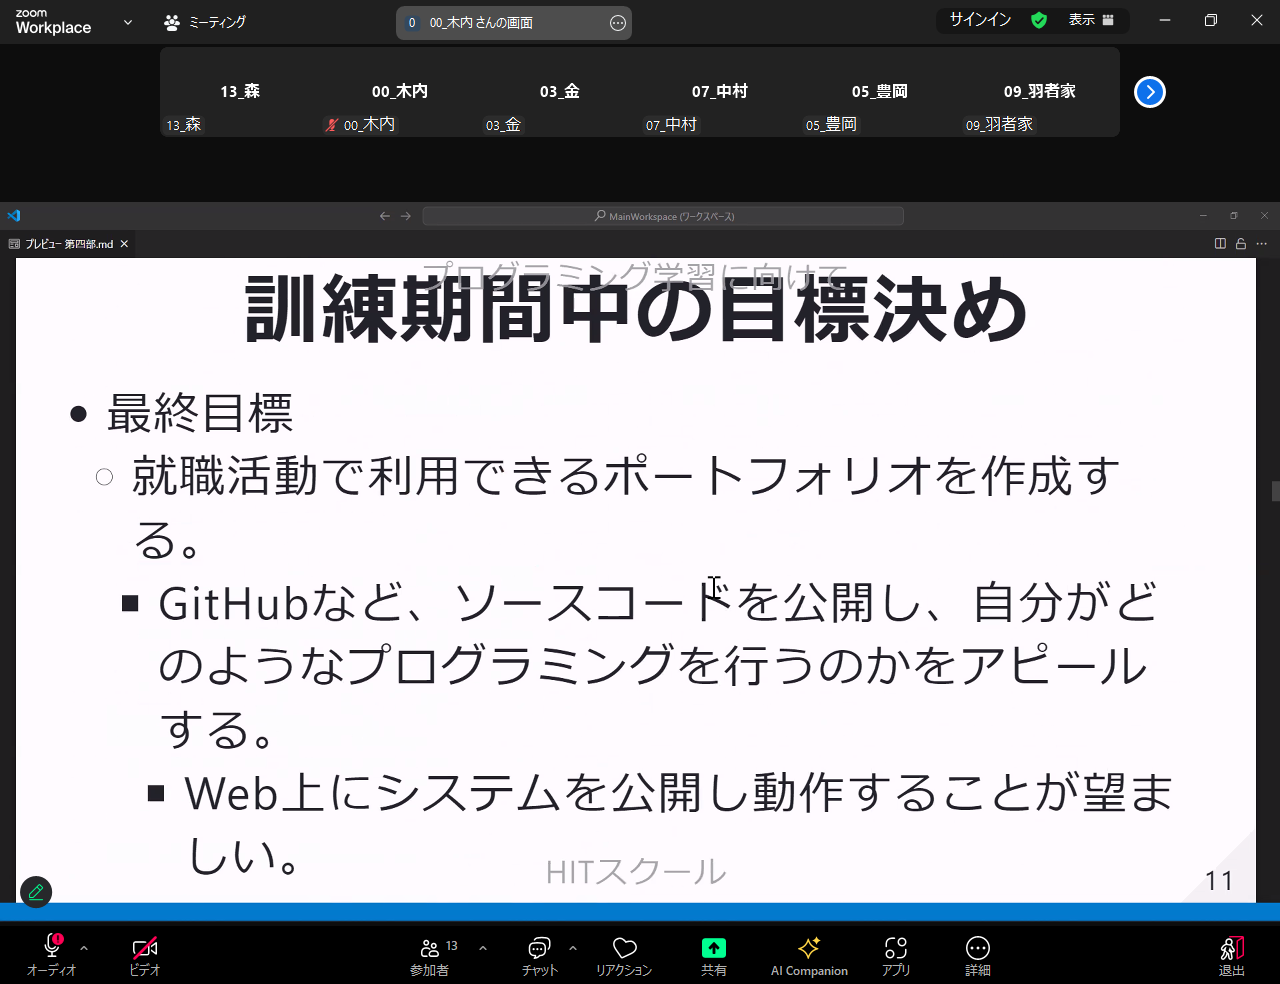 zoom
Workplace
ミーティング
0 00_木内 さんの画面
サインイン
表示
13_森 00_木内 03_金 07_中村 05_豊岡 09_羽者家
13_森 00_木内 03_金 07_中村 05_豊岡 09_羽者家
MainWorkspace (ワークスペース)
プレビュー 第四部.md
プログラミング学習に向けて
訓練期間中の目標決め
最終目標
就職活動で利用できるポートフォリオを作成す
る。
GitHubなど、ソースコードを公開し、自分がど
のようなプログラミングを行うのかをアピール
する。
Web上にシステムを公開し動作することが望ま
しい。
HITスクール
11
13
オーディオ ビデオ 参加者 チャット リアクション 共有 AI Companion アプリ 詳細 退出